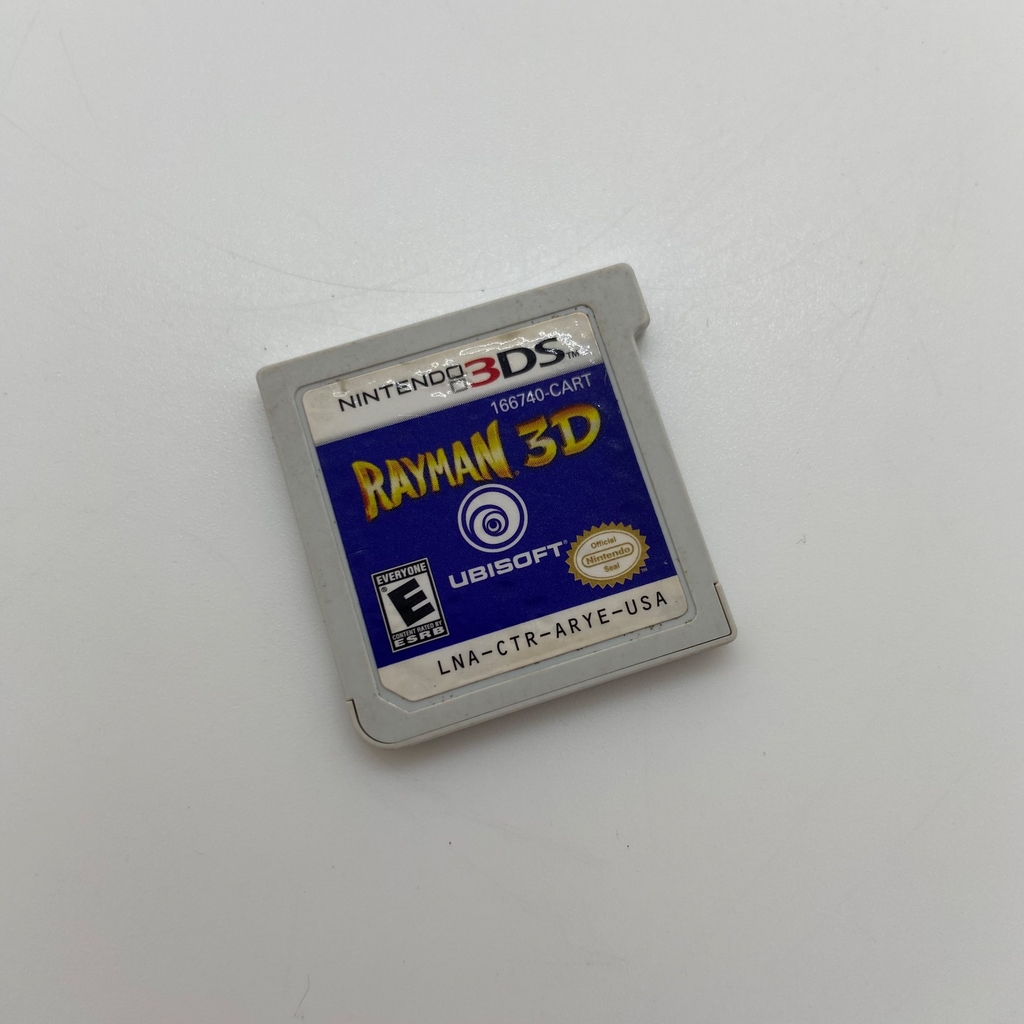 NINTENDO 3DS™
166740-CART
RAYMAN 3D
UBISOFT®
EVERYONE
E
®
CONTENT RATED BY
ESRB
Official
Nintendo
Seal
™
LNA-CTR-ARYE-USA